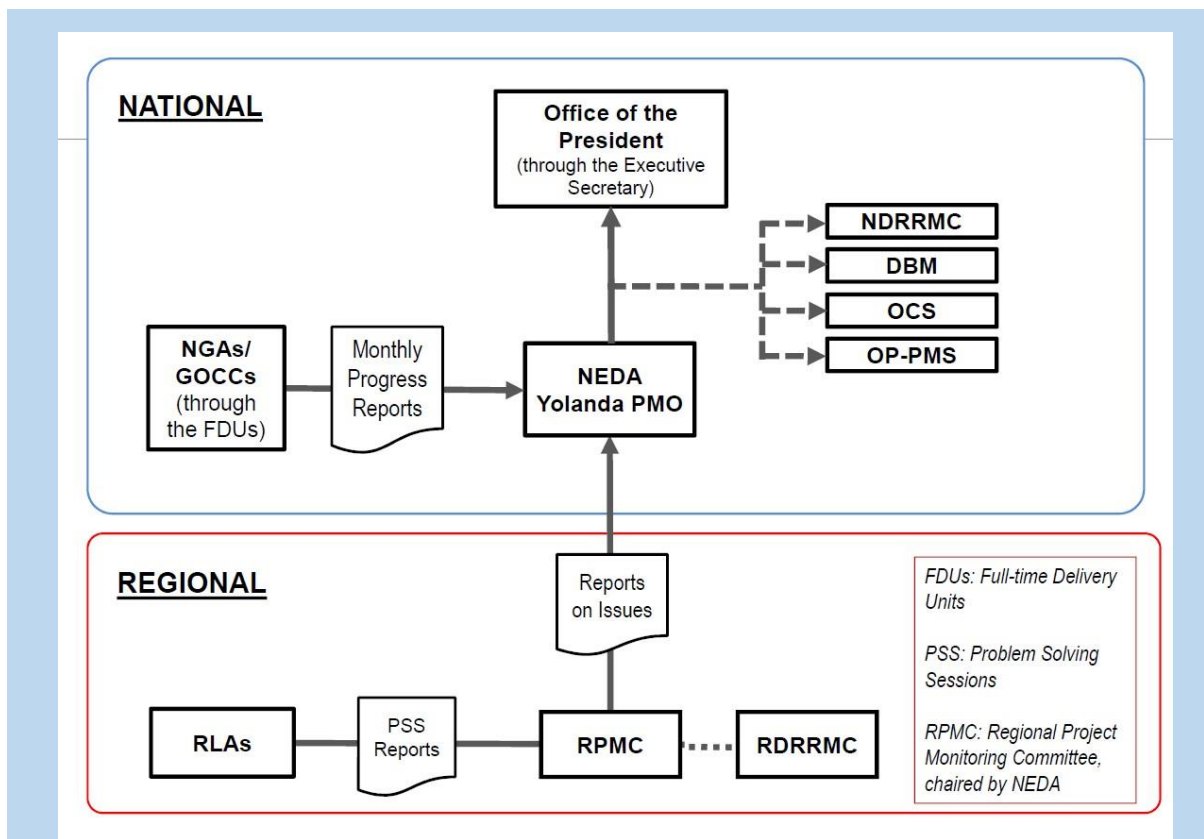 NATIONAL
Office of the
President
(through the Executive
Secretary)
NDRRMC
DBM
OCS
OP-PMS
NGAs/
GOCCs
(through
the FDUs)
Monthly
Progress
Reports
NEDA
Yolanda PMO
REGIONAL
Reports
on Issues
RLAs
PSS
Reports
RPMC
RDRRMC
FDUs: Full-time Delivery
Units
PSS: Problem Solving
Sessions
RPMC: Regional Project
Monitoring Committee,
chaired by NEDA